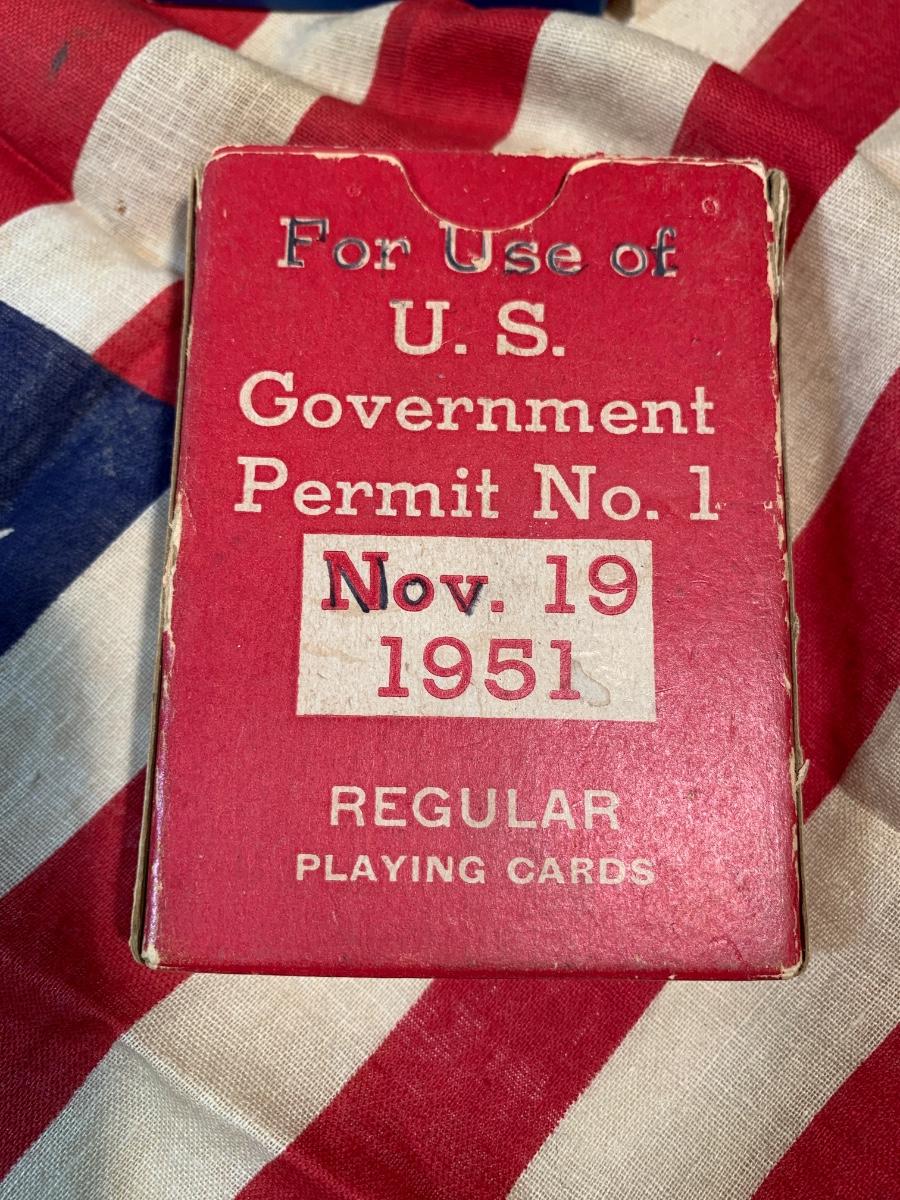 For Use of
U. S.
Government
Permit No. 1
Nov. 19
1951
REGULAR
PLAYING CARDS